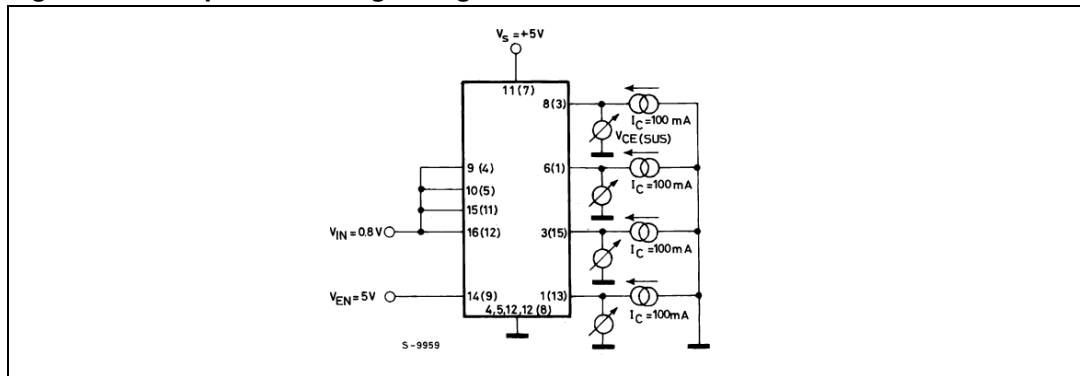 V_S = +5V
11(7)
8(3)
I_C = 100 mA
V_CE(SUS)
9 (4)
6(1)
10(5)
I_C = 100mA
15(11)
V_IN = 0.8 V
16(12)
3(15)
I_C = 100mA
V_EN = 5V
14(9)
1(13)
4,5,12,12 (8)
I_C = 100mA
S-9959